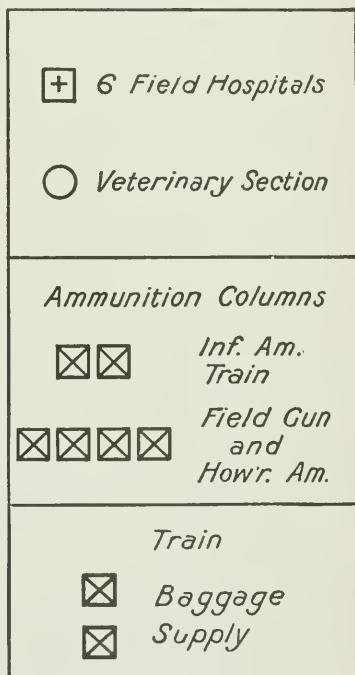 6 Field Hospitals
Veterinary Section
Ammunition Columns
Inf. Am.
Train
Field Gun
and
How'r. Am.
Train
Baggage
Supply